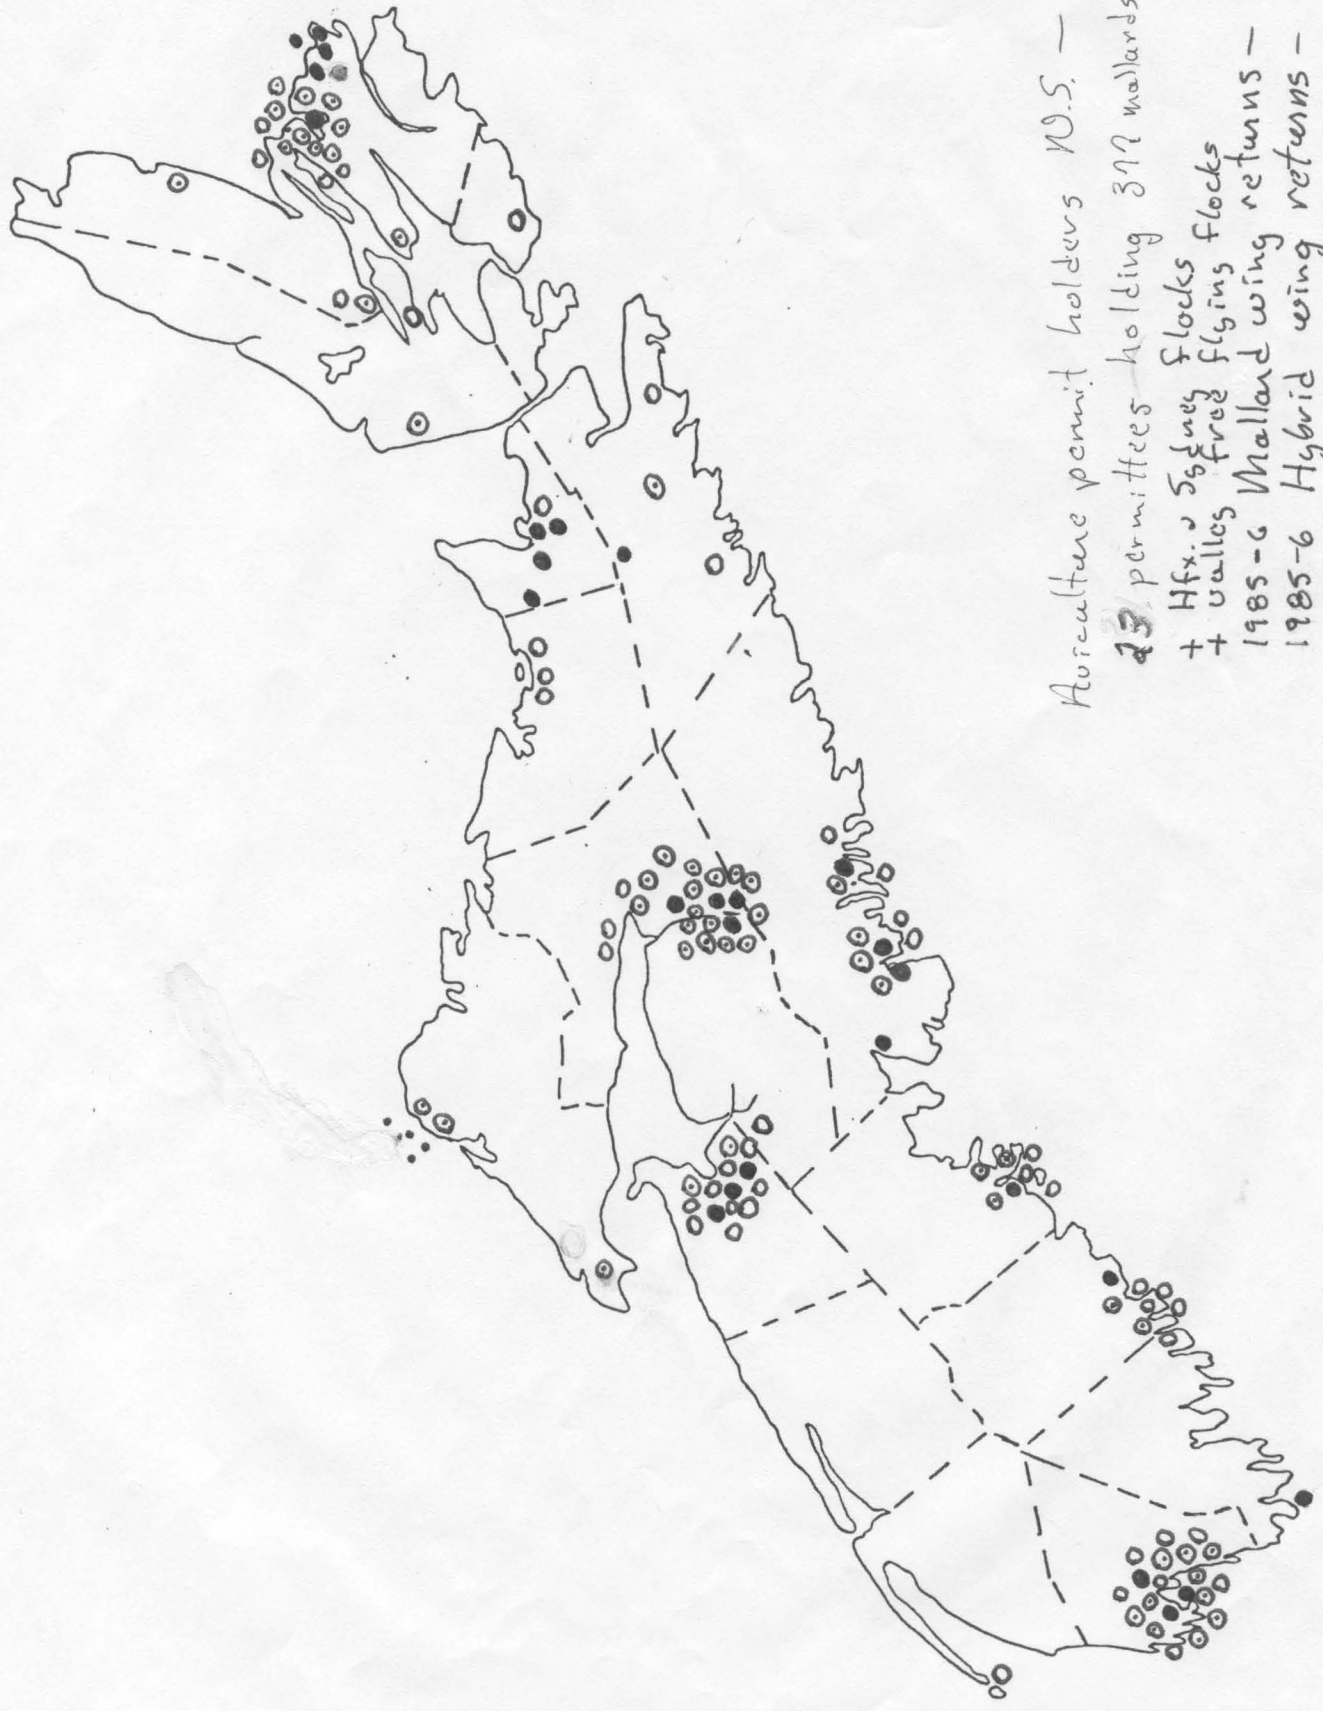 Aviculture permit holders N.S. —
23 permittees holding 377 mallards
+ Hfx. & Sydney flocks
+ valley free flying flocks
1985-6 Mallard wing returns —
1985-6 Hybrid wing returns —